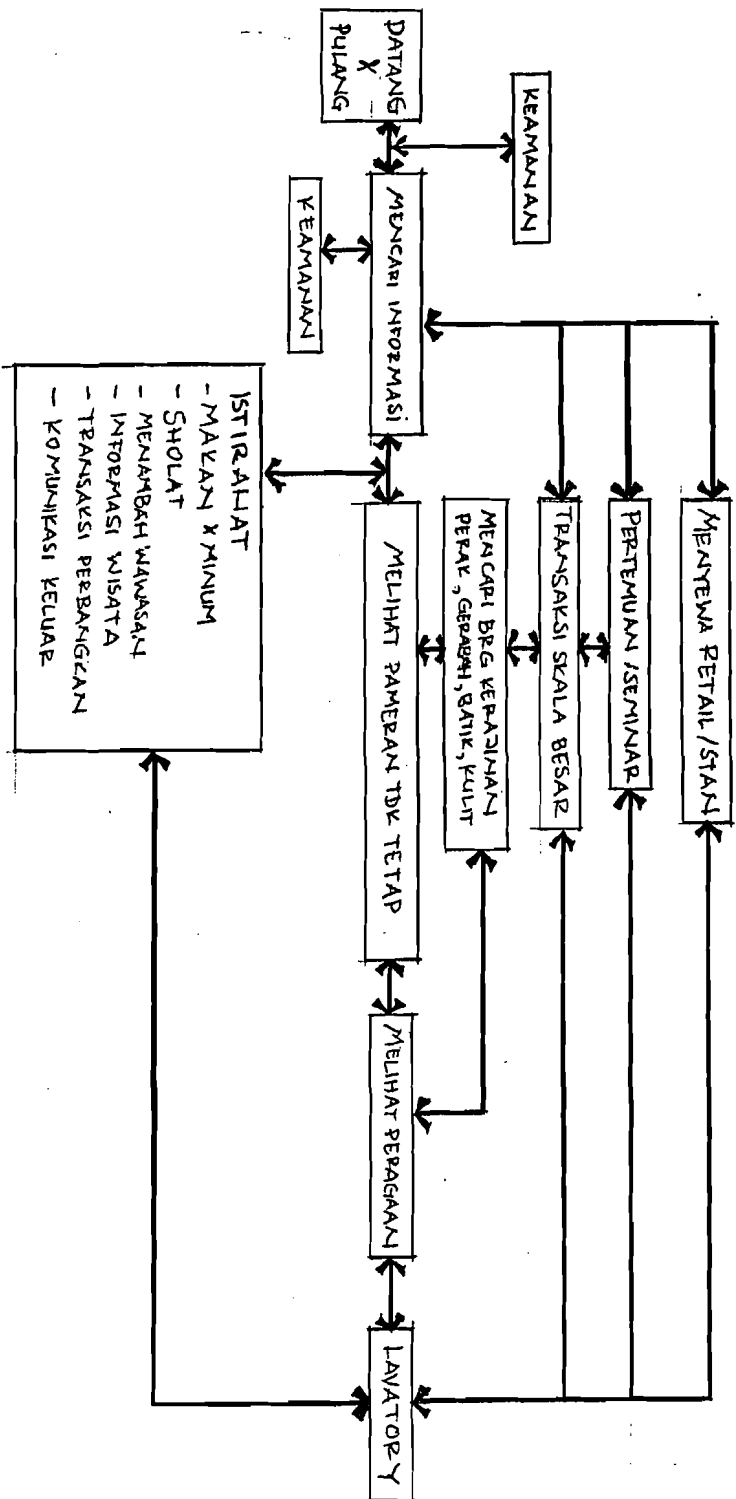 DATANG
X
PULANG
KEAMANAN
MENCARI INFORMASI
KEAMANAN
MENYEWA RETAIL/STAN
PERTEMUAN/SEMINAR
TRANSAKSI SKALA BESAR
MENCARI BRG KERAJINAN
PERAK, GERABAH, BATIK, KULIT
MELIHAT PAMERAN TDK TETAP
MELIHAT PERAGAAN
LAVATORY
ISTIRAHAT
- MAKAN X MINUM
- SHOLAT
- MENAMBAH WAWASAN
- INFORMASI WISATA
- TRANSAKSI PERBANGKAN
- KOMUNIKASI KELUAR